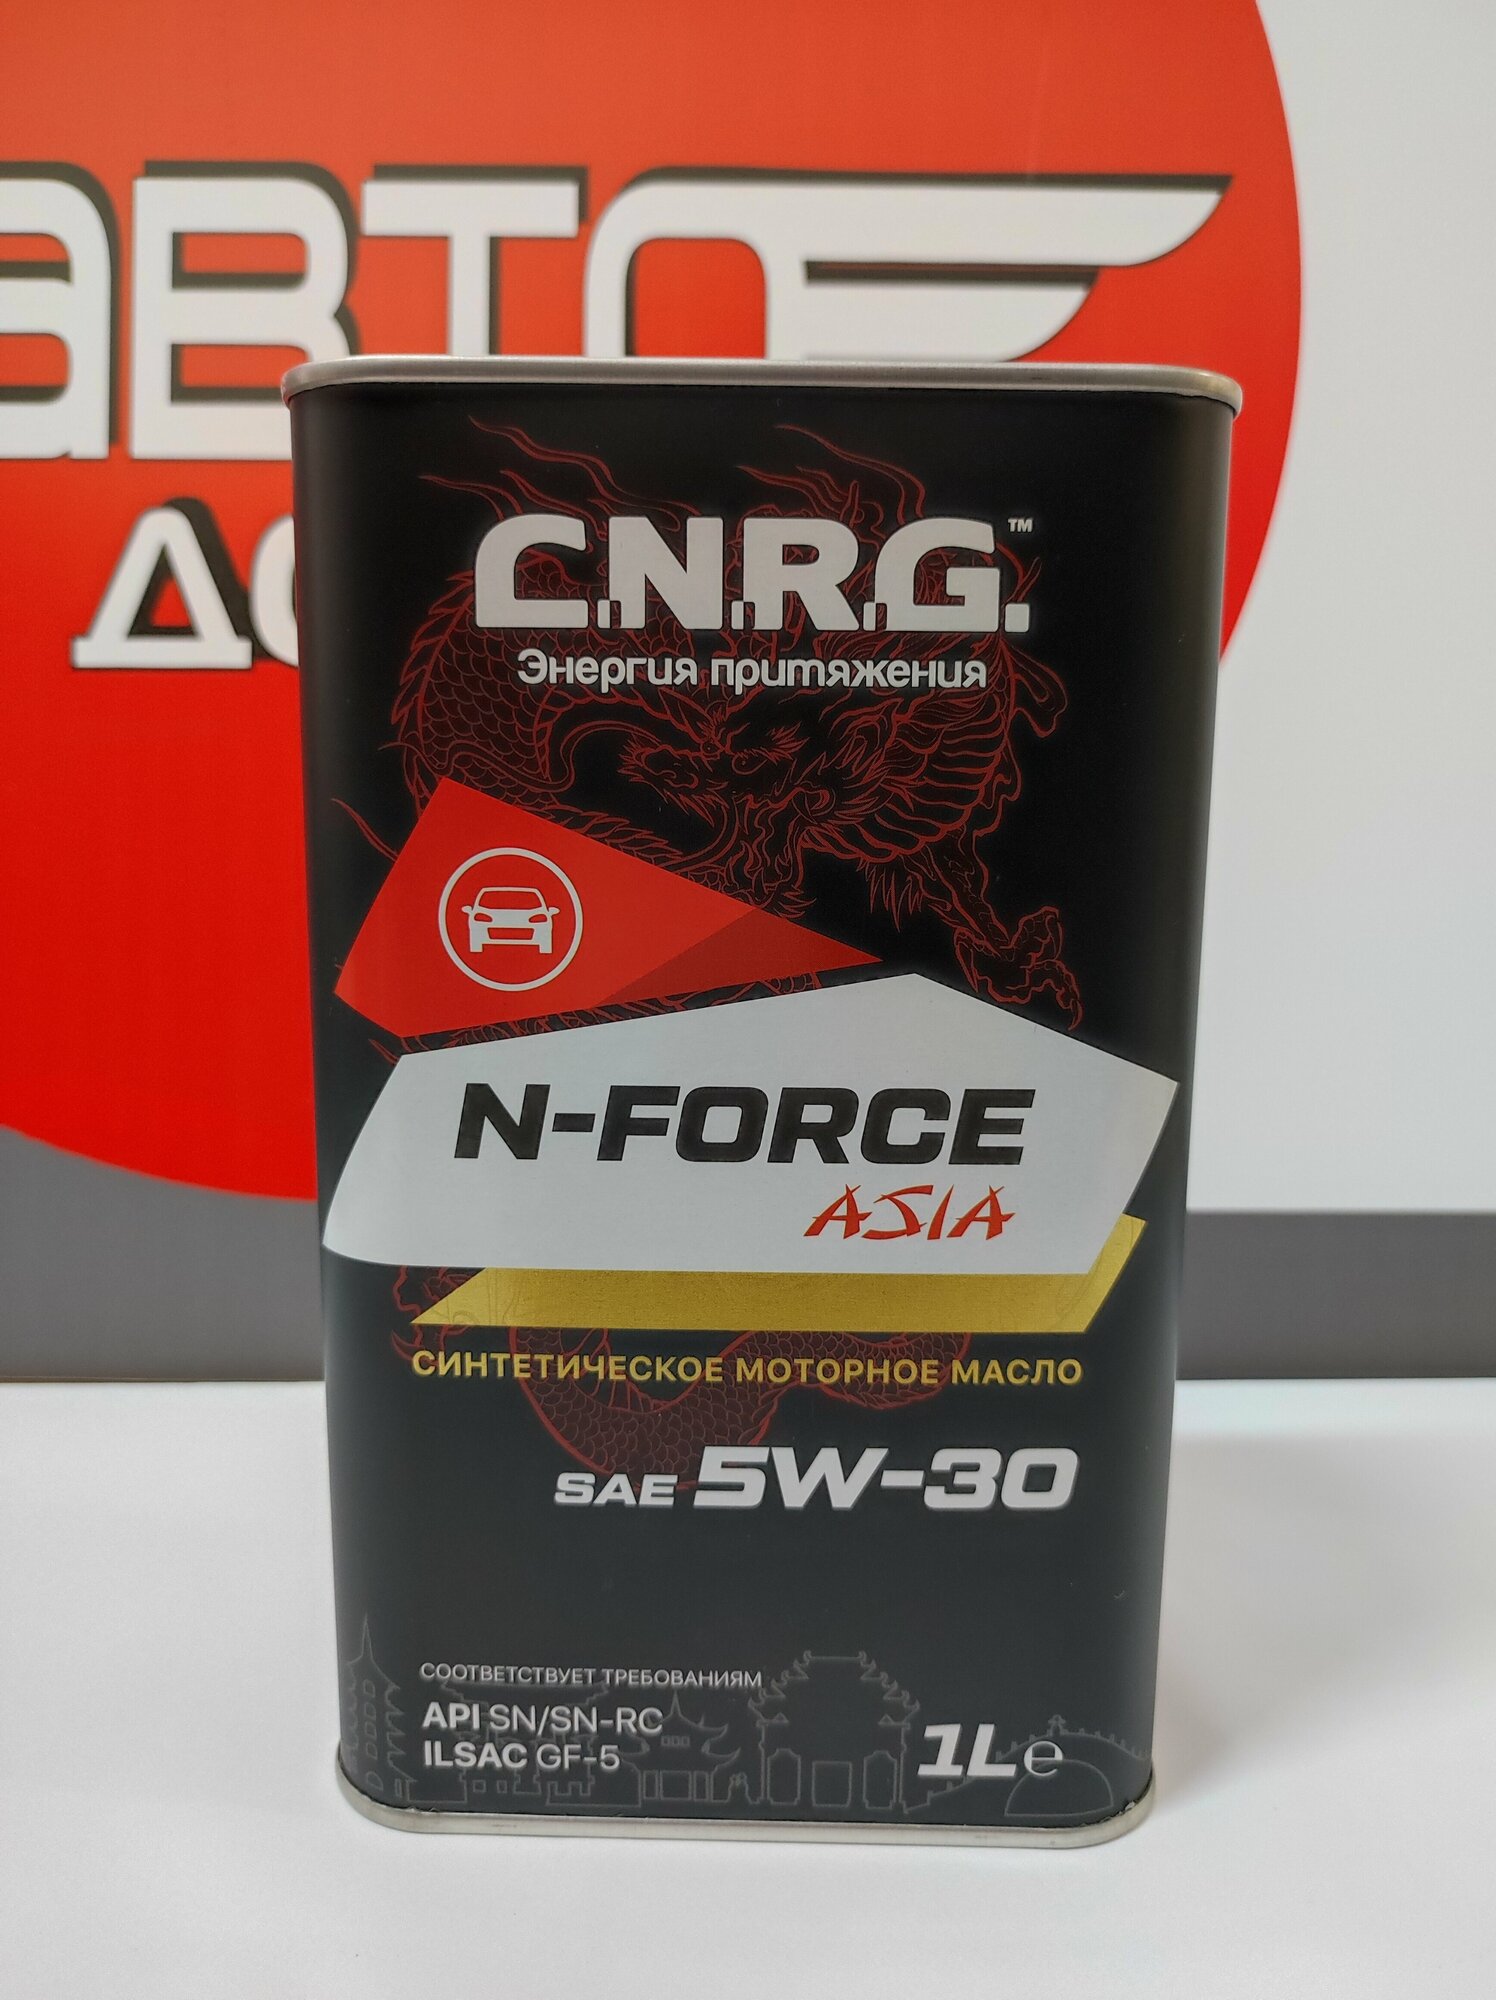 авто
C.N.R.G.™
Энергия притяжения
N-FORCE
ASIA
СИНТЕТИЧЕСКОЕ МОТОРНОЕ МАСЛО
SAE 5W-30
СООТВЕТСТВУЕТ ТРЕБОВАНИЯМ
API SN/SN-RC
ILSAC GF-5
1L ℮